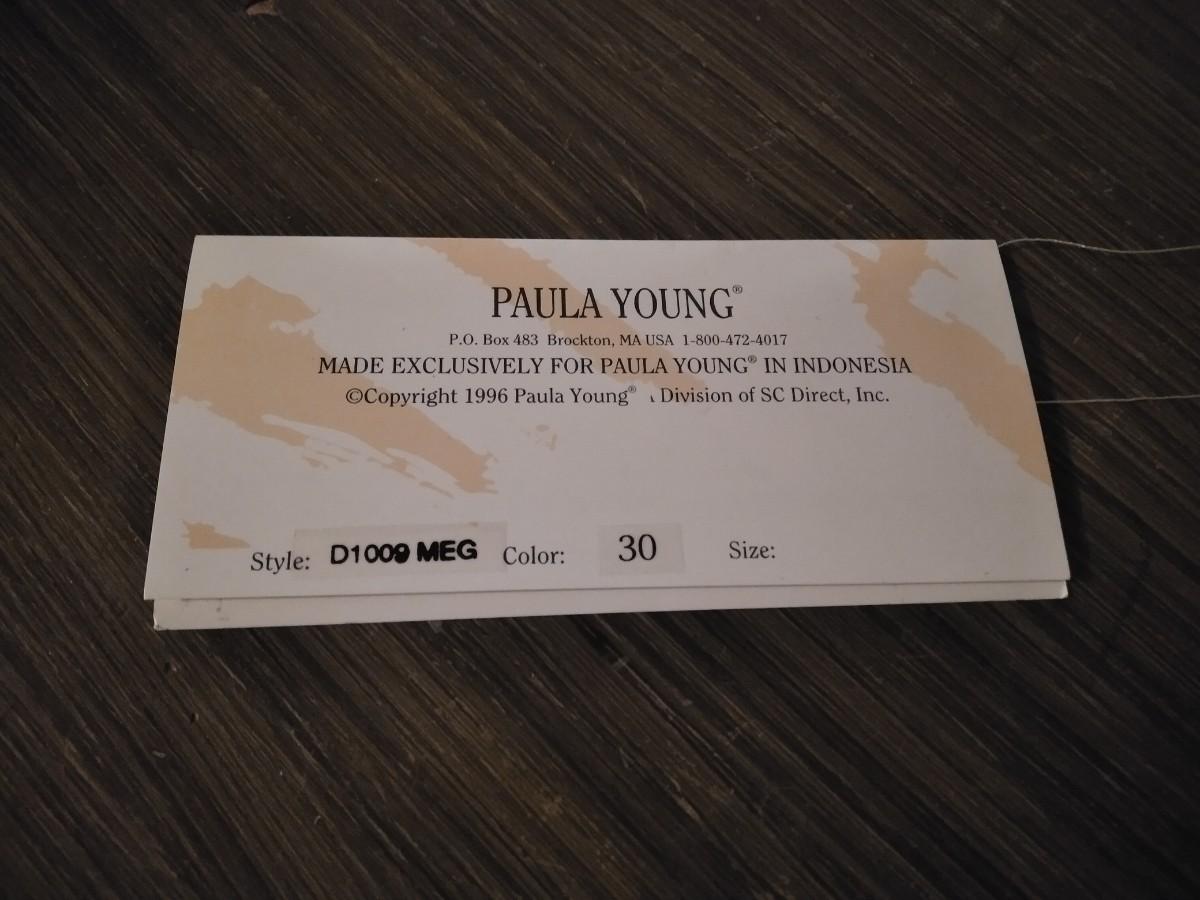 PAULA YOUNG®
P.O. Box 483 Brockton, MA USA 1-800-472-4017
MADE EXCLUSIVELY FOR PAULA YOUNG® IN INDONESIA
©Copyright 1996 Paula Young® Division of SC Direct, Inc.
Style: D1009 MEG Color: 30 Size: